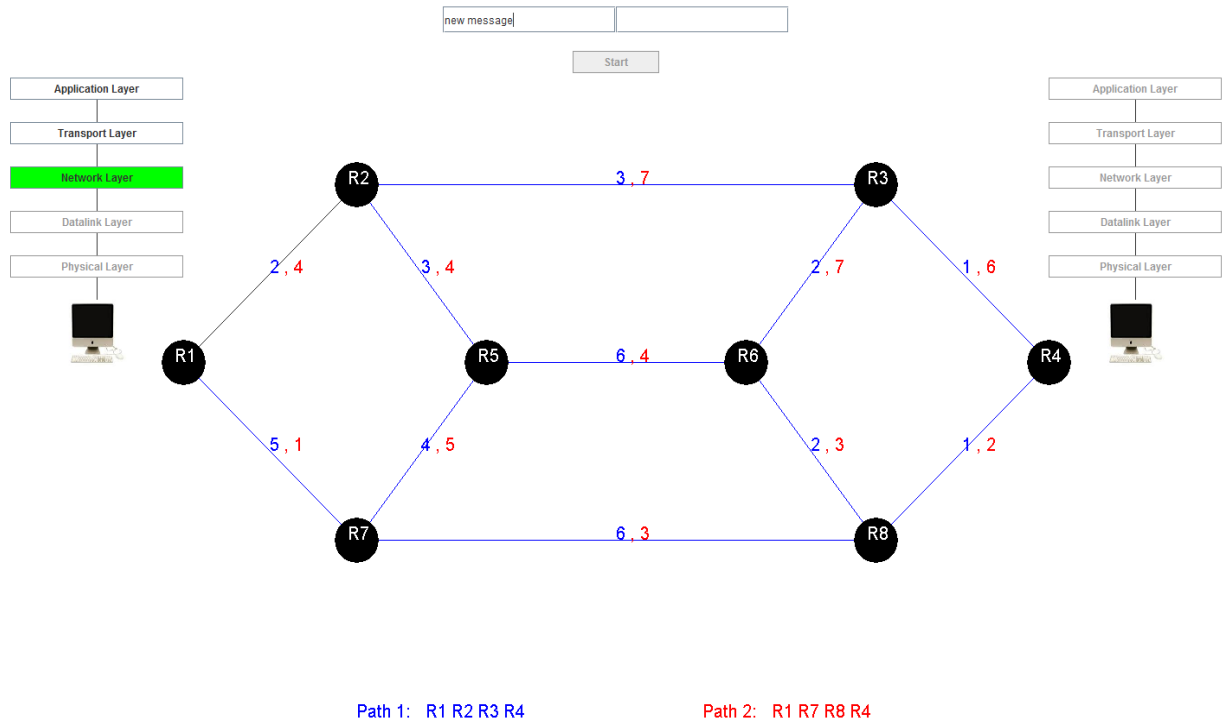 new message
Start
Application Layer
Application Layer
Transport Layer
Transport Layer
Network Layer
Network Layer
Datalink Layer
Datalink Layer
Physical Layer
Physical Layer
R2
3 , 7
R3
2 , 4
3 , 4
2 , 7
1 , 6
R1
R5
6 , 4
R6
R4
5 , 1
4 , 5
2 , 3
1 , 2
R7
6 , 3
R8
Path 1: R1 R2 R3 R4
Path 2: R1 R7 R8 R4